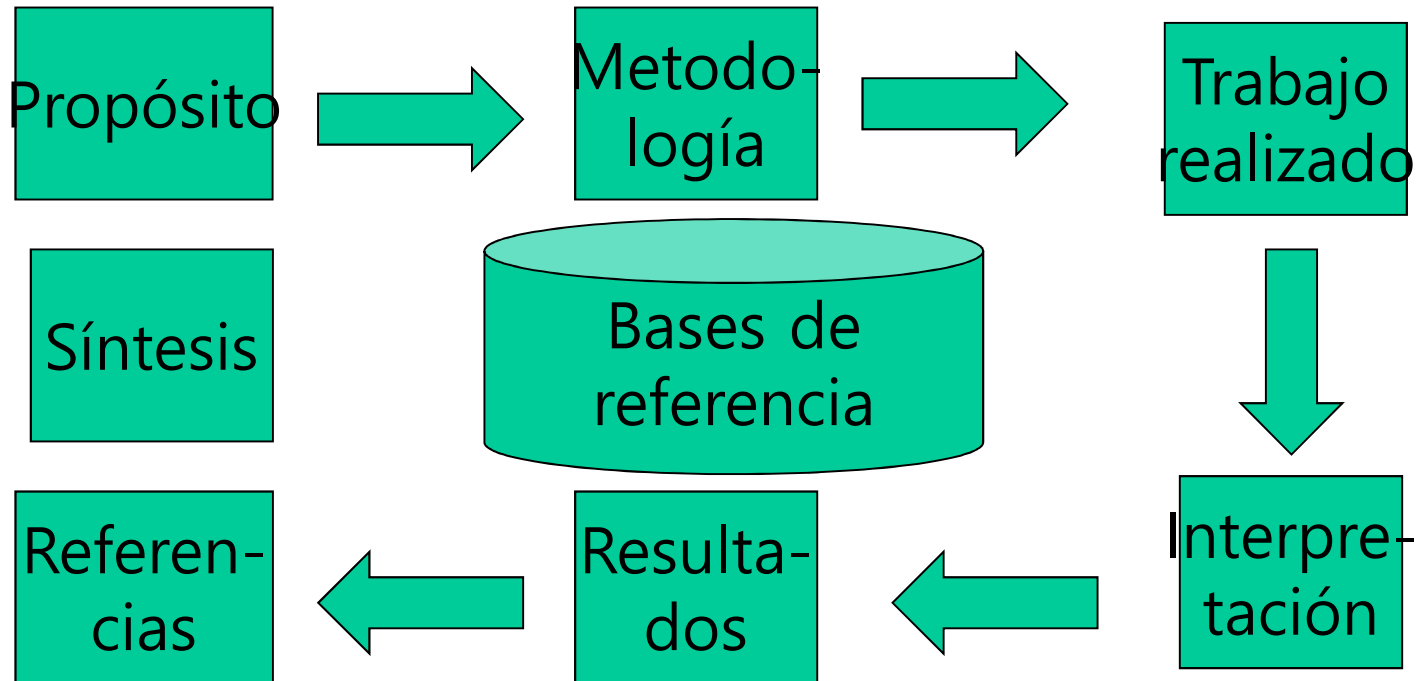 Propósito
Metodo-
logía
Trabajo
realizado
Síntesis
Bases de
referencia
Referen-
cias
Resulta-
dos
Interpre-
tación